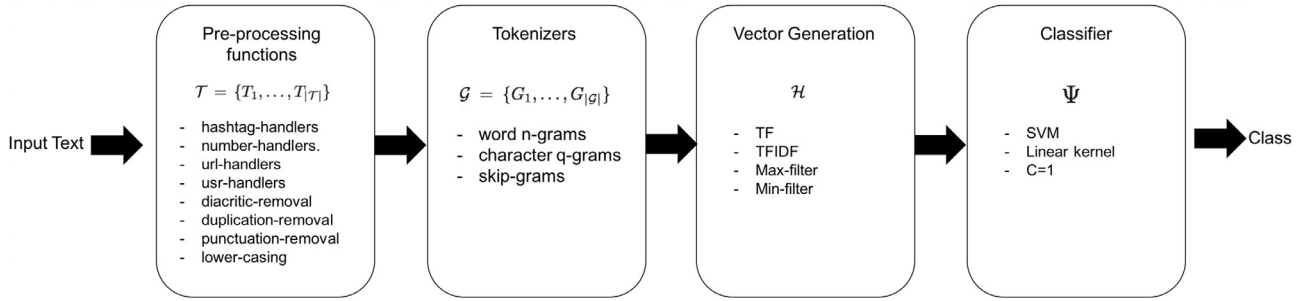 Input Text
Pre-processing
functions
𝒯 = {T₁, . . . , T|𝒯|}
- hashtag-handlers
- number-handlers.
- url-handlers
- usr-handlers
- diacritic-removal
- duplication-removal
- punctuation-removal
- lower-casing
Tokenizers
𝒢 = {G₁, . . . , G|𝒢|}
- word n-grams
- character q-grams
- skip-grams
Vector Generation
ℋ
- TF
- TFIDF
- Max-filter
- Min-filter
Classifier
Ψ
- SVM
- Linear kernel
- C=1
Class